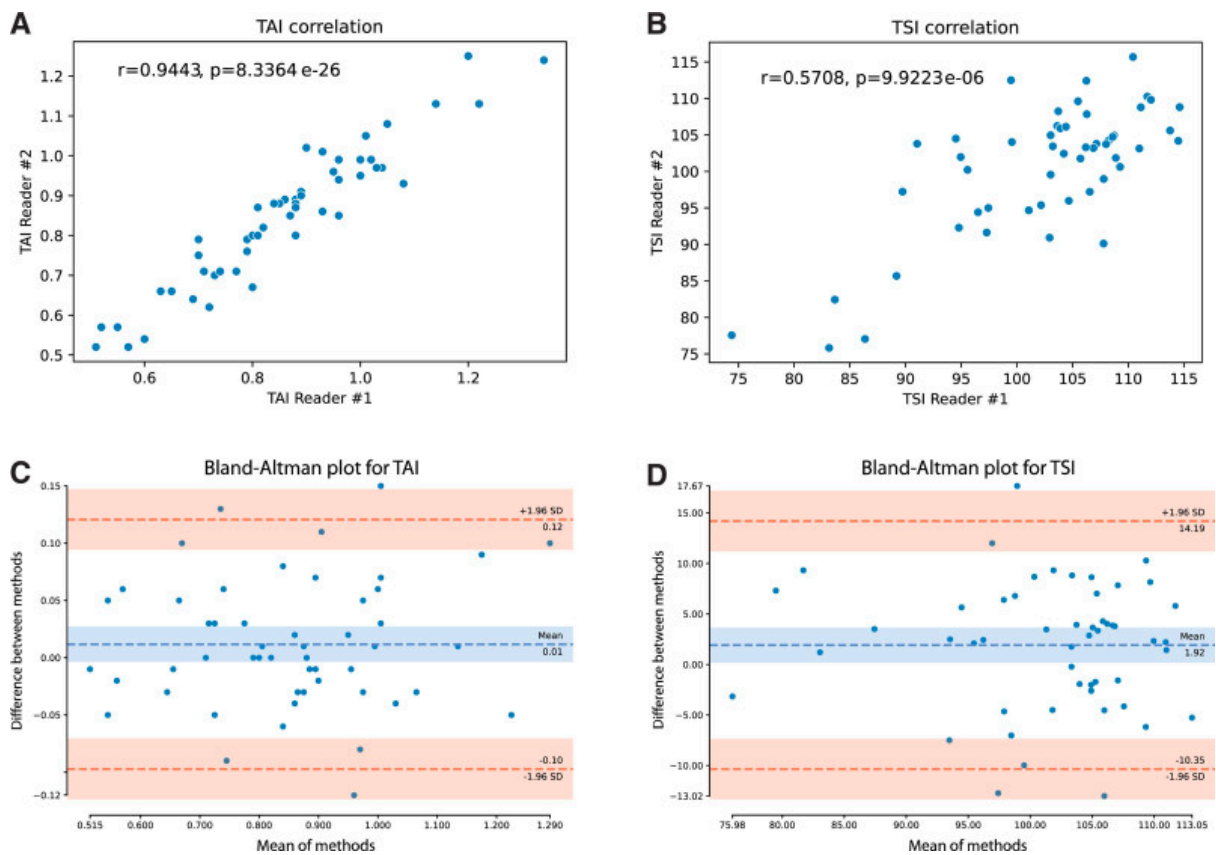 A
TAI correlation
r=0.9443, p=8.3364 e-26
TAI Reader #2
1.2
1.1
1.0
0.9
0.8
0.7
0.6
0.5
0.6
0.8
1.0
1.2
TAI Reader #1
B
TSI correlation
r=0.5708, p=9.9223e-06
TSI Reader #2
115
110
105
100
95
90
85
80
75
75
80
85
90
95
100
105
110
115
TSI Reader #1
C
Bland-Altman plot for TAI
Difference between methods
0.15
0.10
0.05
0.00
−0.05
−0.12
+1.96 SD
0.12
Mean
0.01
-0.10
-1.96 SD
0.515
0.600
0.700
0.800
0.900
1.000
1.100
1.200
1.290
Mean of methods
D
Bland-Altman plot for TSI
Difference between methods
17.67
15.00
10.00
5.00
0.00
−5.00
−10.00
−13.02
+1.96 SD
14.19
Mean
1.92
-10.35
-1.96 SD
75.98
80.00
85.00
90.00
95.00
100.00
105.00
110.00
113.05
Mean of methods